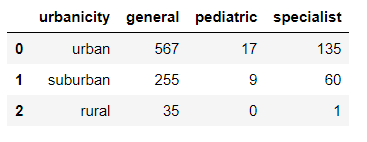 urbanicity general pediatric specialist
0 urban 567 17 135
1 suburban 255 9 60
2 rural 35 0 1